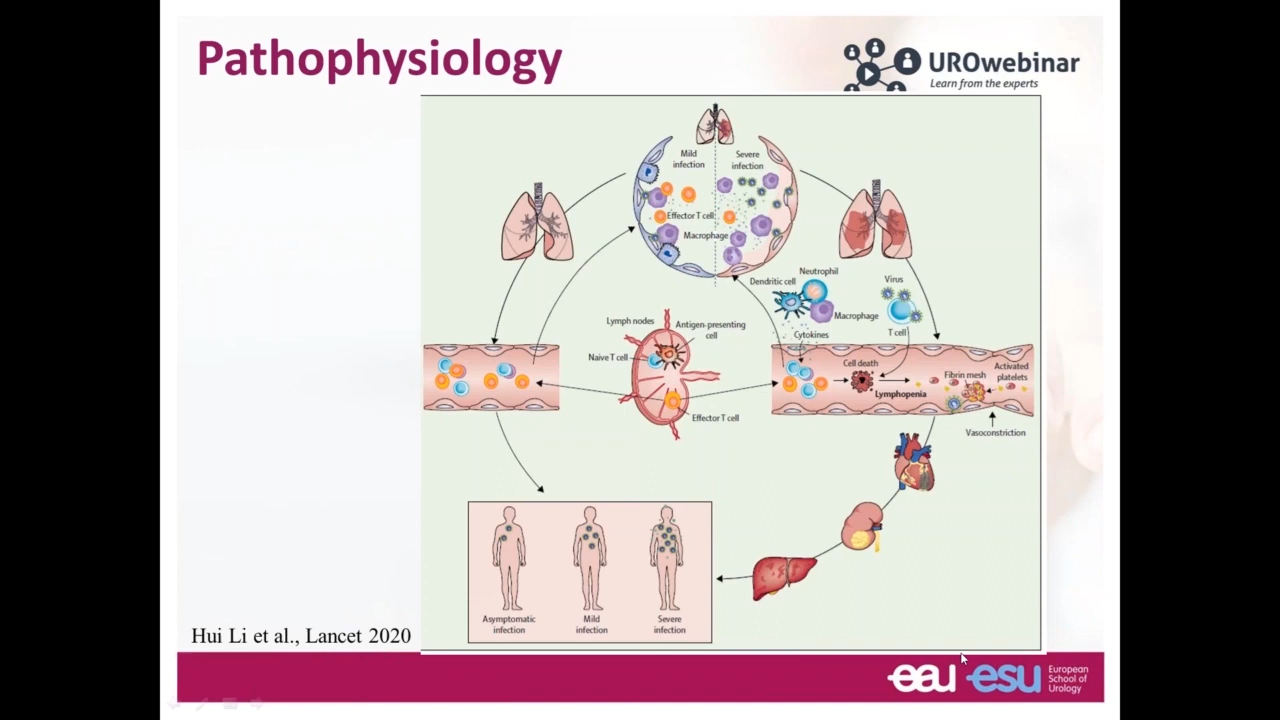 Pathophysiology
UROwebinar
Learn from the experts
Mild
infection
Severe
infection
Effector T cell
Macrophage
Dendritic cell
Neutrophil
Macrophage
Virus
T cell
Cytokines
Lymph nodes
Antigen-presenting
cell
Naive T cell
Effector T cell
Cell death
Lymphopenia
Fibrin mesh
Activated
platelets
Vasoconstriction
Asymptomatic
infection
Mild
infection
Severe
infection
Hui Li et al., Lancet 2020
eau esu
European
School of
Urology